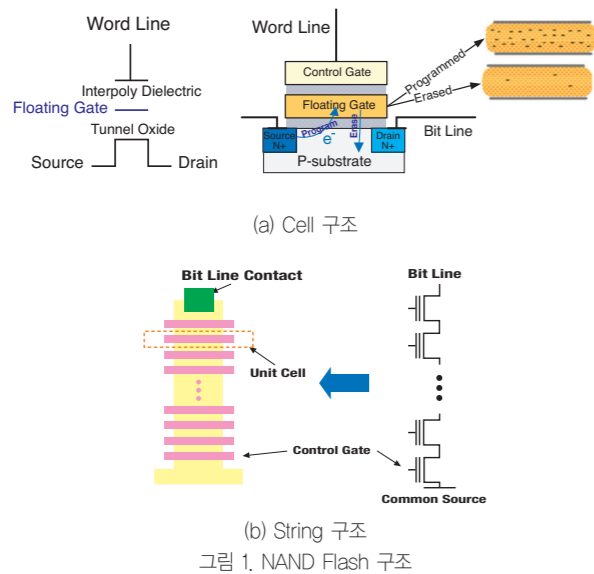 Word Line
Interpoly Dielectric
Floating Gate
Tunnel Oxide
Source
Drain
Word Line
Control Gate
Floating Gate
Programmed
Erased
Source
N+
Program
e-
Erase
Drain
N+
Bit Line
P-substrate
(a) Cell 구조
Bit Line Contact
Unit Cell
Control Gate
Bit Line
Common Source
(b) String 구조
그림 1. NAND Flash 구조